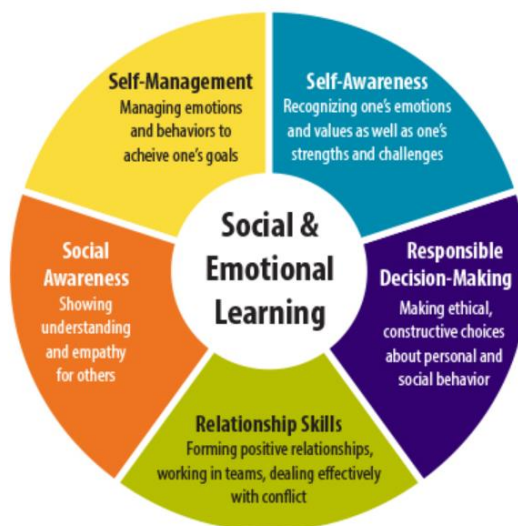 Self-Management
Managing emotions
and behaviors to
acheive one's goals
Self-Awareness
Recognizing one's emotions
and values as well as one's
strengths and challenges
Social &
Emotional
Learning
Social
Awareness
Showing
understanding
and empathy
for others
Responsible
Decision-Making
Making ethical,
constructive choices
about personal and
social behavior
Relationship Skills
Forming positive relationships,
working in teams, dealing effectively
with conflict